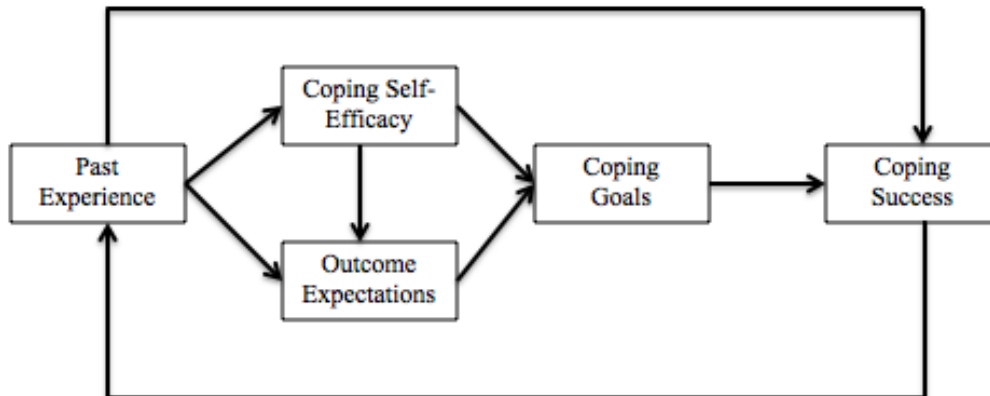 Coping Self-
Efficacy
Past
Experience
Coping
Goals
Coping
Success
Outcome
Expectations